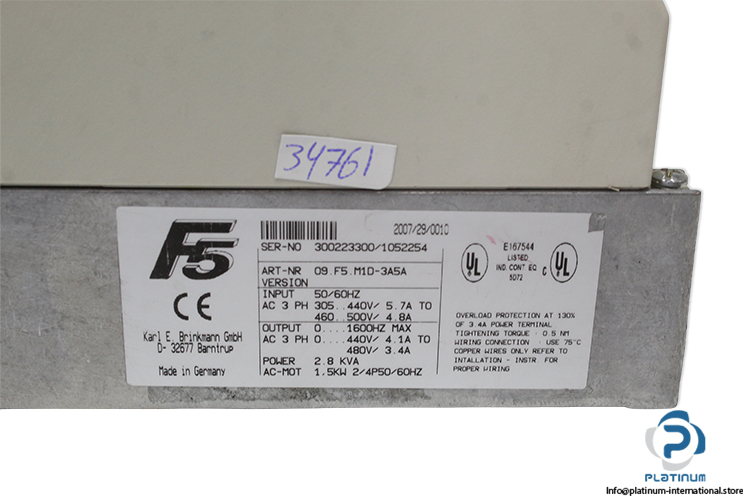 34761
2007/29/0010
F5
SER-NO 300223300/1052254
ART-NR 09.F5.M1D-3A5A
VERSION
INPUT 50/60HZ
AC 3 PH 305..440V/ 5.7A TO
460..500V/ 4.8A
OUTPUT 0....1600HZ MAX
AC 3 PH 0...440V/ 4.1A TO
480V/ 3.4A
POWER 2.8 KVA
AC-MOT 1,5KW 2/4P50/60HZ
CE
Karl E. Brinkmann GmbH
D- 32677 Barntrup
Made in Germany
UL
E167544
LISTED
IND. CONT EQ.
5D72
C UL
OVERLOAD PROTECTION AT 130%
OF 3.4A POWER TERMINAL
TIGHTENING TORQUE : 0.5 NM
WIRING CONNECTION : USE 75°C
COPPER WIRES ONLY REFER TO
INTALLATION - INSTR. FOR
PROPER WIRING
PLATINUM
Info@platinum-international.store